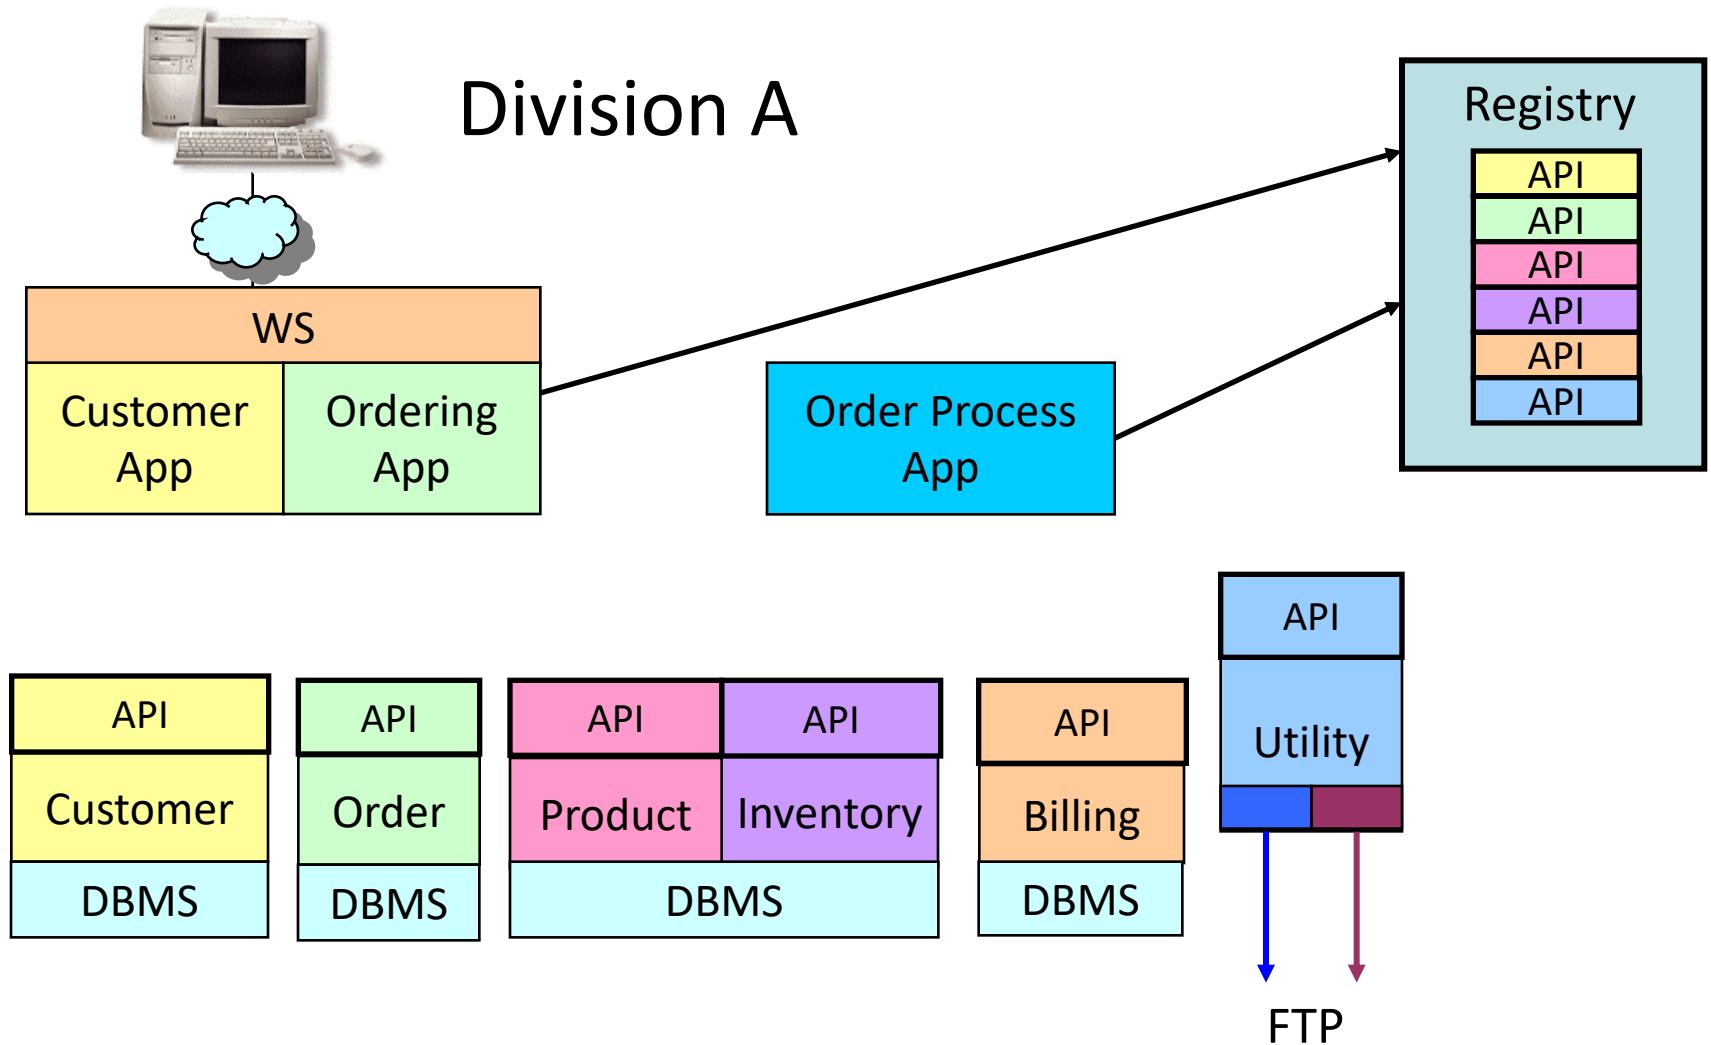 Division A
Registry
API
API
API
API
API
API
WS
Customer
App
Ordering
App
Order Process
App
API
Customer
DBMS
API
Order
DBMS
API
API
Product
Inventory
DBMS
API
Billing
DBMS
API
Utility
FTP